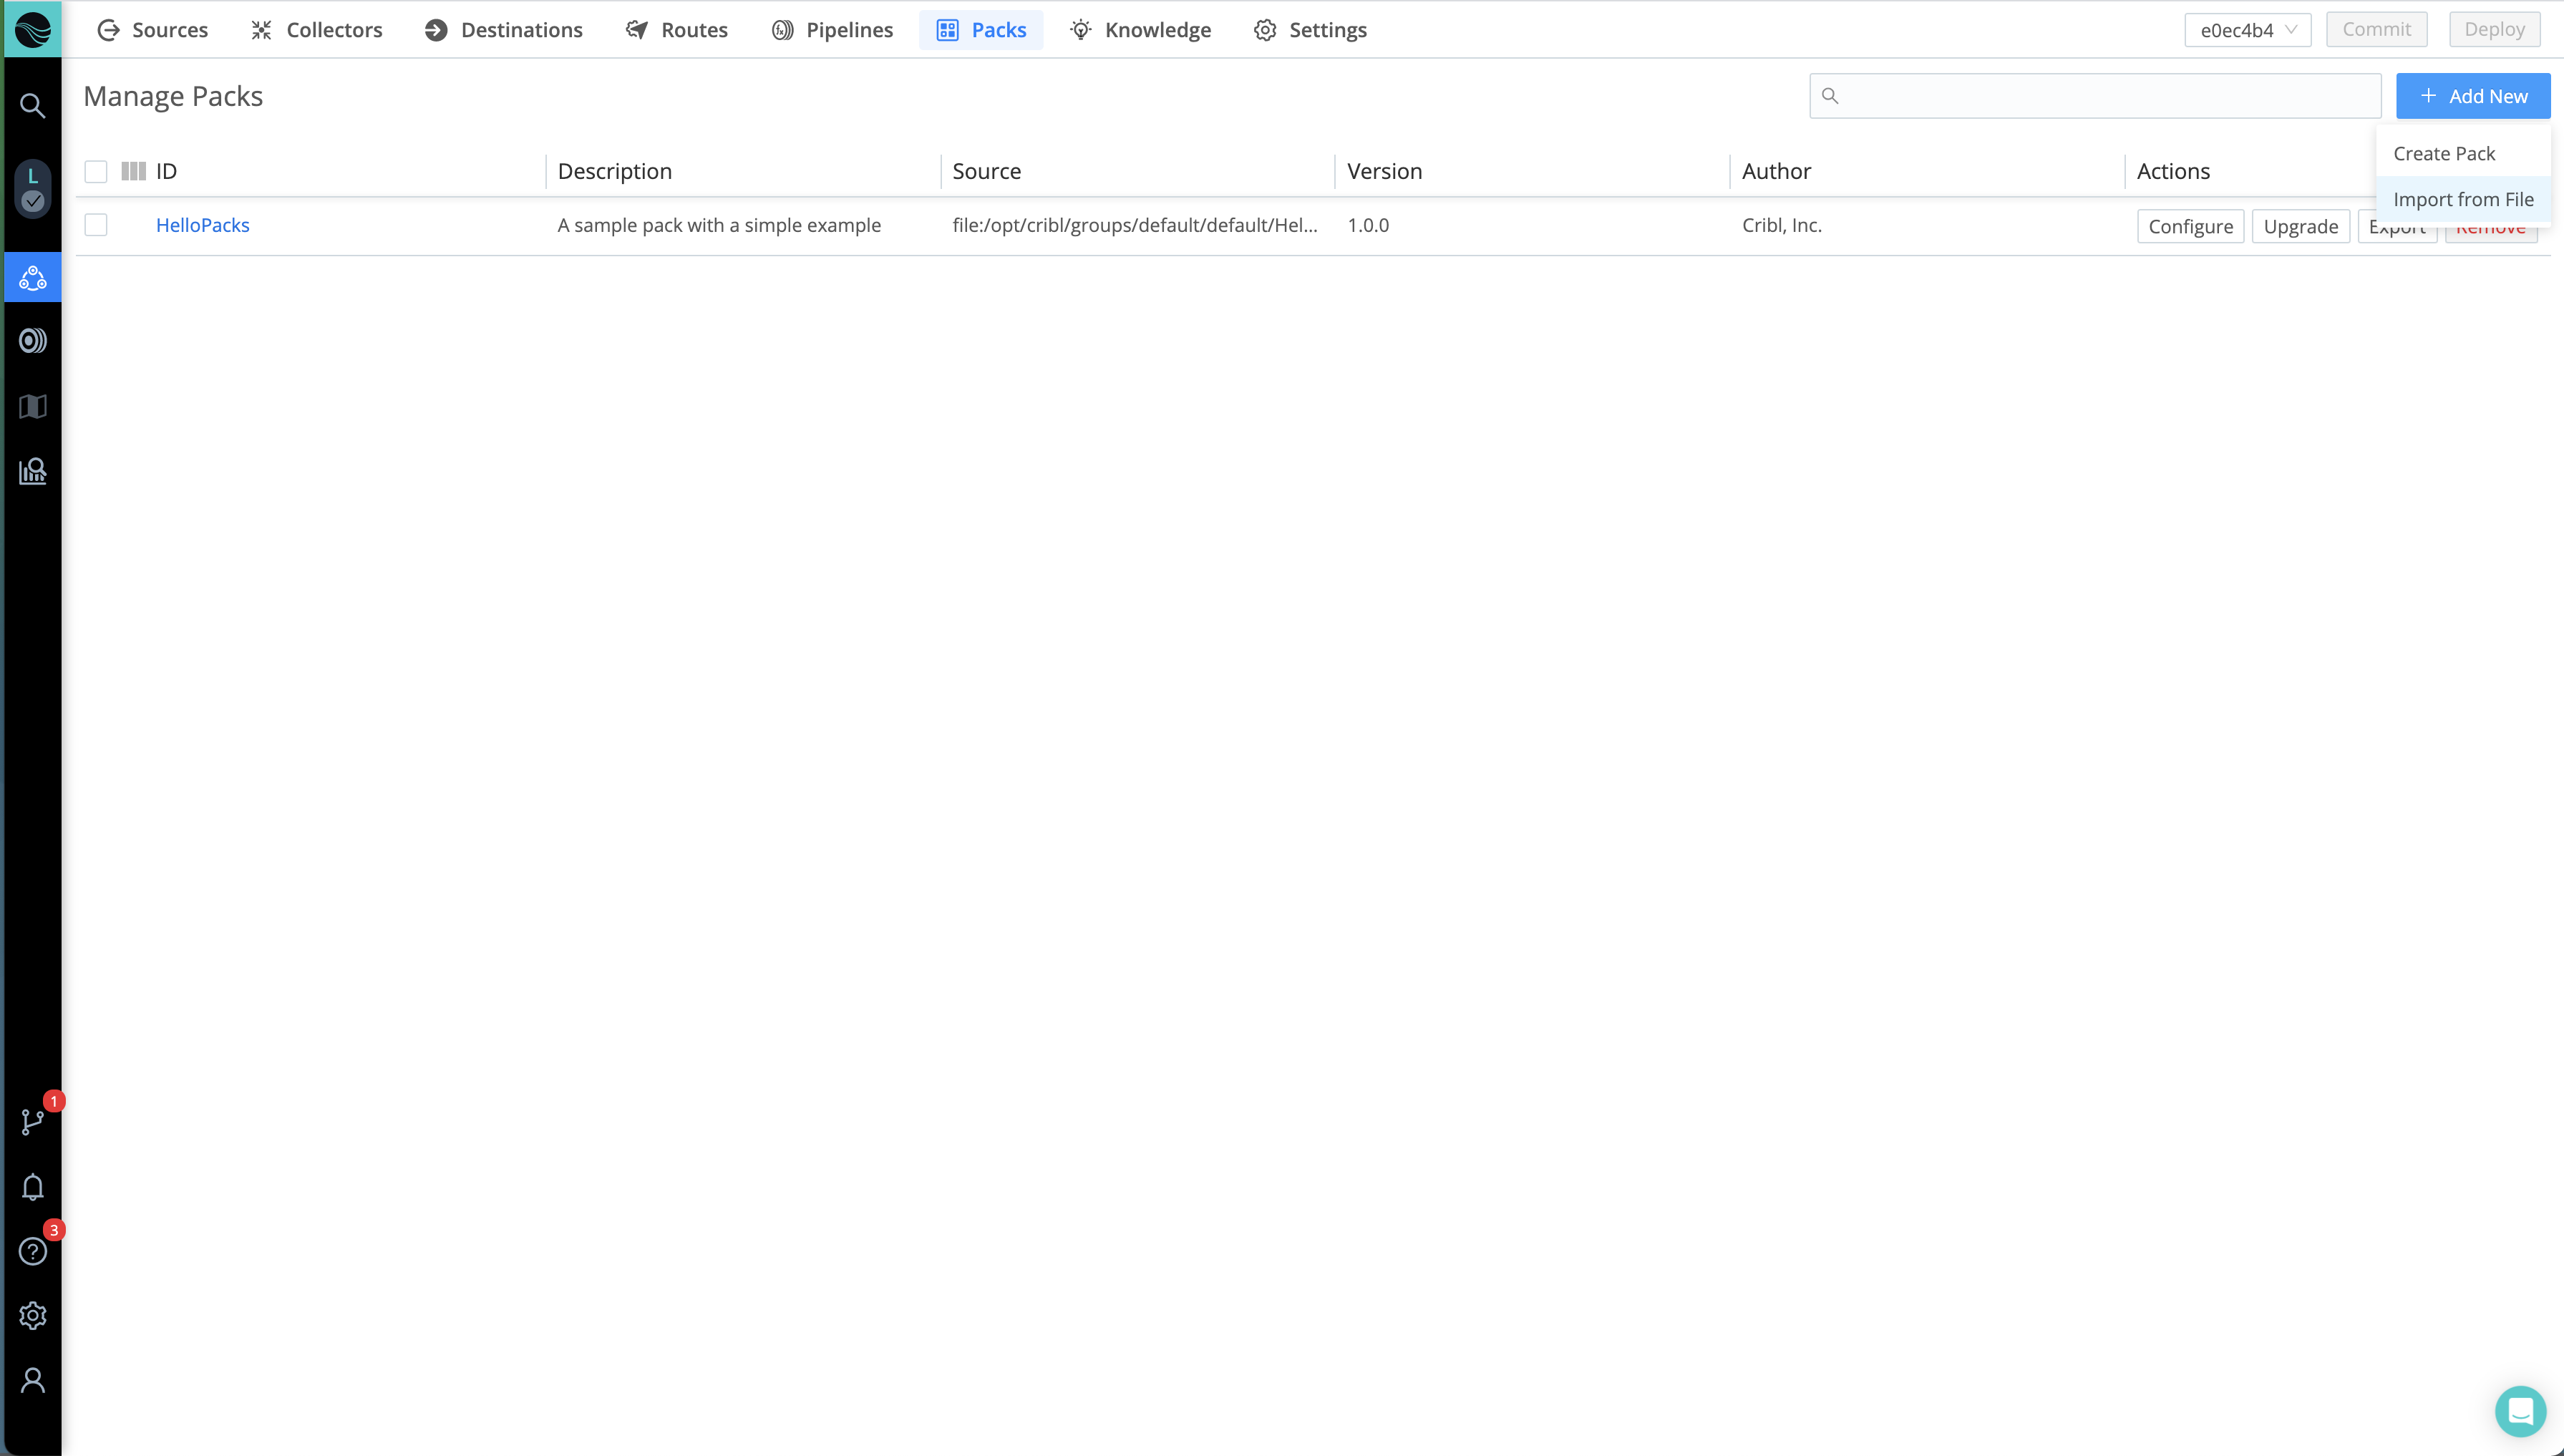 Sources Collectors Destinations Routes Pipelines Packs Knowledge Settings e0ec4b4 Commit Deploy
Manage Packs + Add New
Create Pack
Import from File
L
ID Description Source Version Author Actions
HelloPacks A sample pack with a simple example file:/opt/cribl/groups/default/default/Hel... 1.0.0 Cribl, Inc. Configure Upgrade Export Remove
1
3